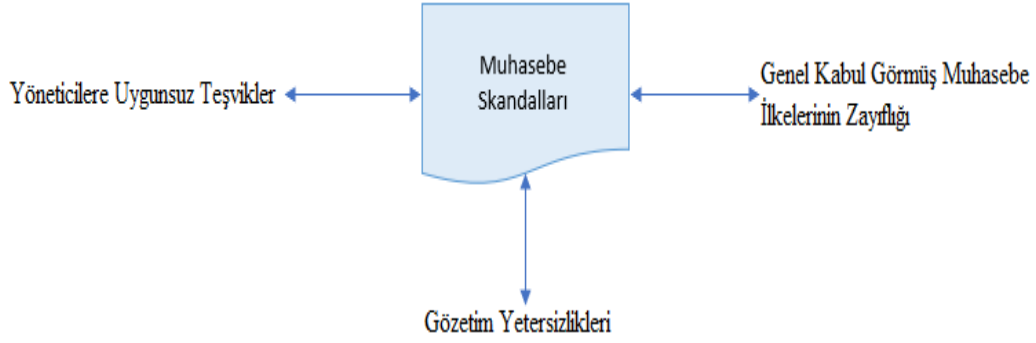 Muhasebe
Skandalları
Yöneticilere Uygunsuz Teşvikler
Genel Kabul Görmüş Muhasebe
İlkelerinin Zayıflığı
Gözetim Yetersizlikleri